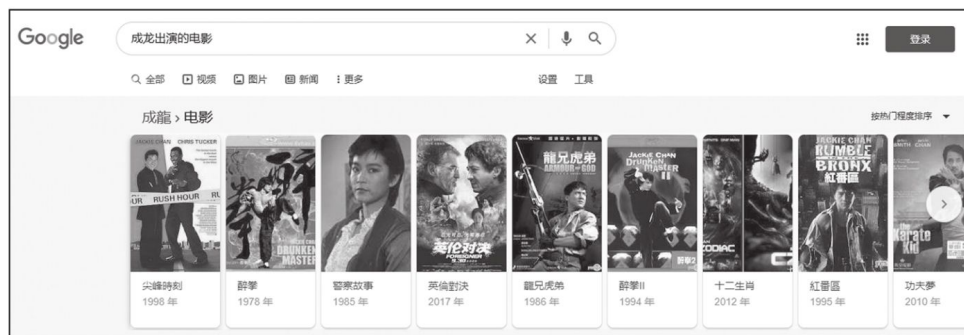 Google
成龙出演的电影
登录
全部 视频 图片 新闻 更多 设置 工具
成龍 › 电影
按热门程度排序
JACKIE CHAN CHRIS TUCKER
RUSH HOUR
JACKIE CHAN
DRUNKEN
MASTER
英伦对决
FOREIGNER
9.30
龍兄虎弟
ARMOUR OF GOD
JACKIE CHAN
DRUNKEN
MASTER II
醉拳2
ZODIAC
JACKIE CHAN
RUMBLE
IN THE
BRONX
紅番區
SMITH CHAN
the
Karate
Kid
尖峰時刻
1998 年
醉拳
1978 年
警察故事
1985 年
英倫對決
2017 年
龍兄虎弟
1986 年
醉拳II
1994 年
十二生肖
2012 年
紅番區
1995 年
功夫夢
2010 年